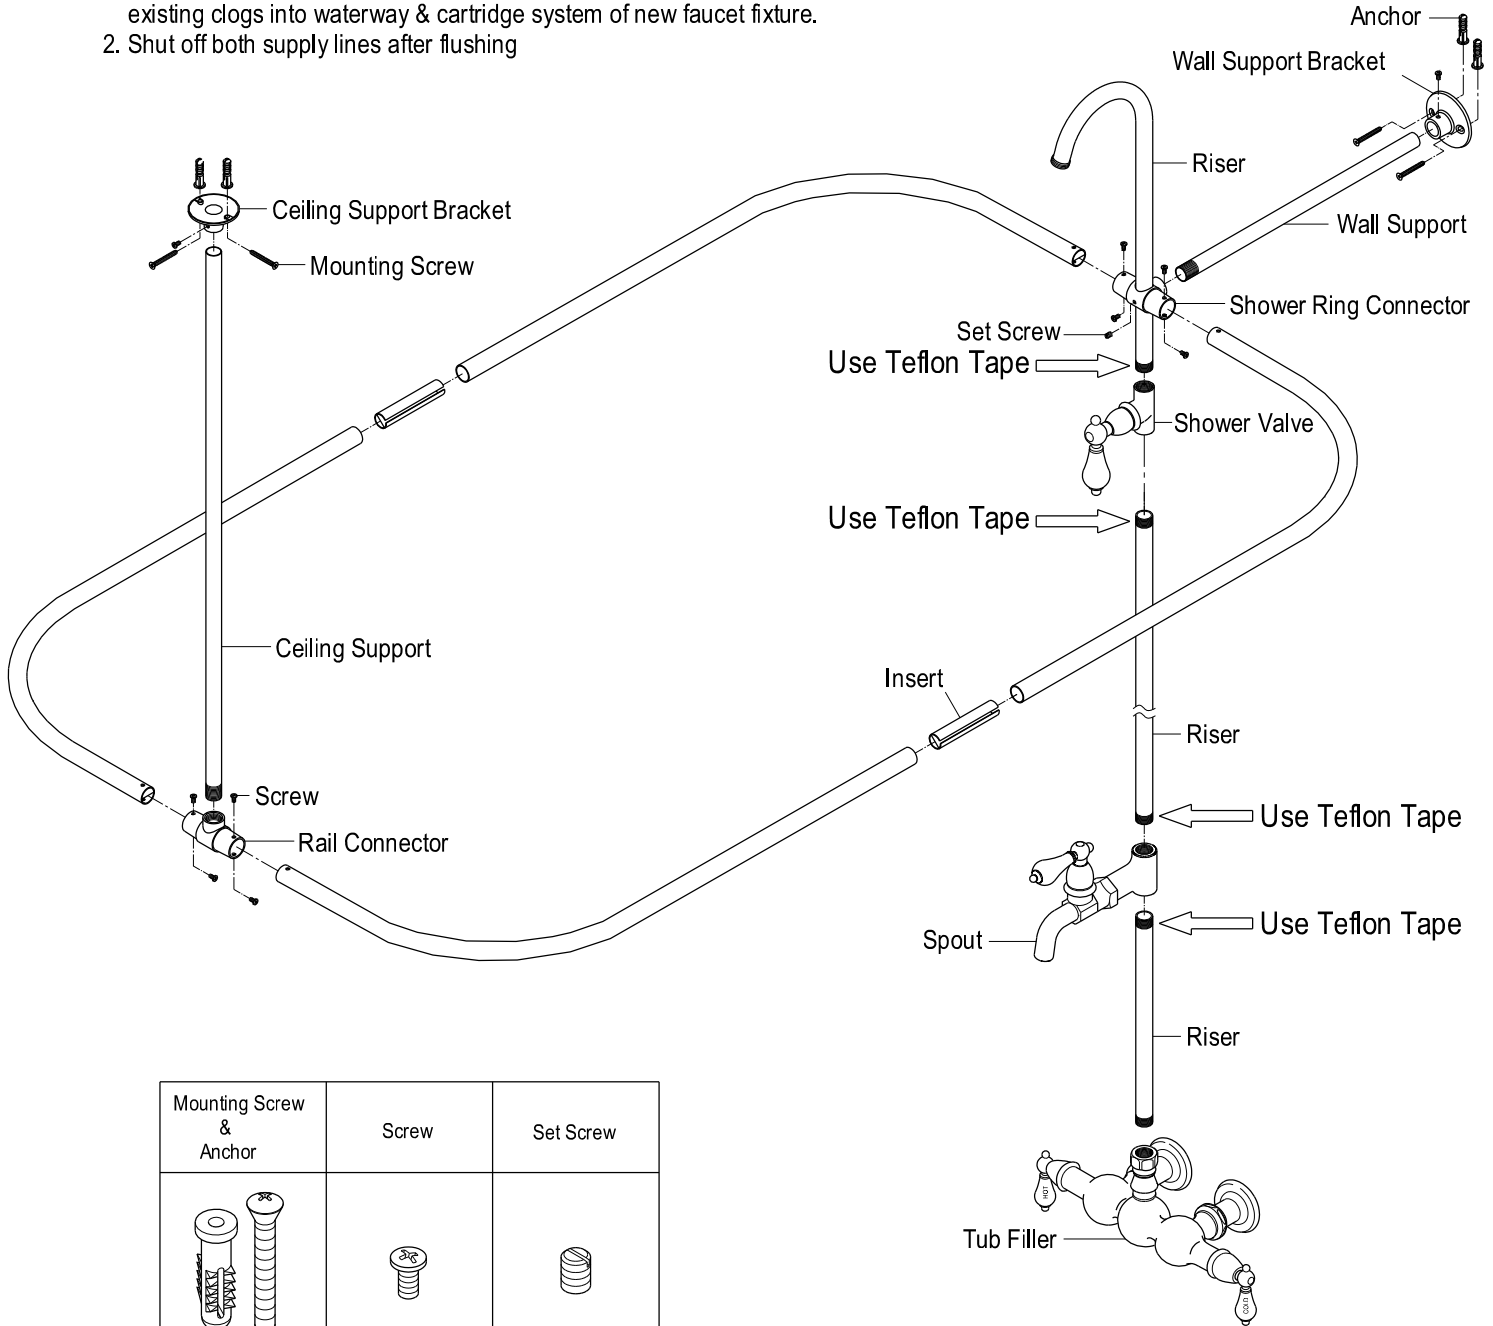 existing clogs into waterway & cartridge system of new faucet fixture.
2. Shut off both supply lines after flushing
Anchor
Wall Support Bracket
Riser
Ceiling Support Bracket
Wall Support
Mounting Screw
Shower Ring Connector
Set Screw
Use Teflon Tape
Shower Valve
Use Teflon Tape
Ceiling Support
Insert
Riser
Screw
Use Teflon Tape
Rail Connector
Use Teflon Tape
Spout
Riser
Mounting Screw
&
Anchor
Screw
Set Screw
HOT
Tub Filler
COLD